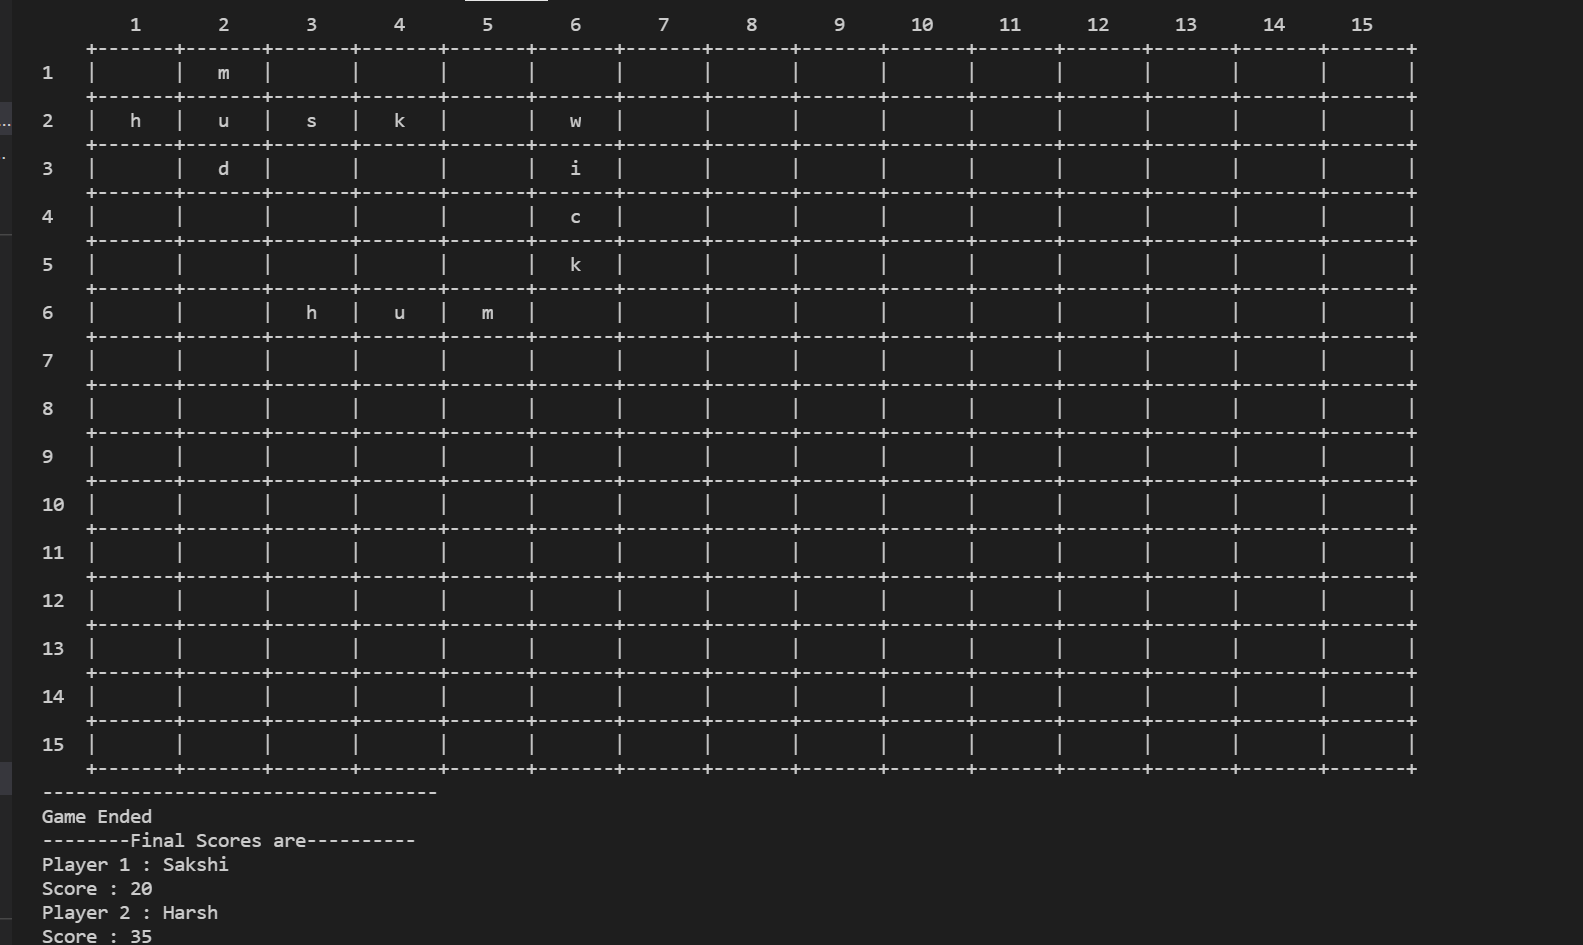 1 2 3 4 5 6 7 8 9 10 11 12 13 14 15
+-------+-------+-------+-------+-------+-------+-------+-------+-------+-------+-------+-------+-------+-------+-------+
1 | | m | | | | | | | | | | | | | |
+-------+-------+-------+-------+-------+-------+-------+-------+-------+-------+-------+-------+-------+-------+-------+
2 | h | u | s | k | | w | | | | | | | | | |
+-------+-------+-------+-------+-------+-------+-------+-------+-------+-------+-------+-------+-------+-------+-------+
3 | | d | | | | i | | | | | | | | | |
+-------+-------+-------+-------+-------+-------+-------+-------+-------+-------+-------+-------+-------+-------+-------+
4 | | | | | | c | | | | | | | | | |
+-------+-------+-------+-------+-------+-------+-------+-------+-------+-------+-------+-------+-------+-------+-------+
5 | | | | | | k | | | | | | | | | |
+-------+-------+-------+-------+-------+-------+-------+-------+-------+-------+-------+-------+-------+-------+-------+
6 | | | h | u | m | | | | | | | | | | |
+-------+-------+-------+-------+-------+-------+-------+-------+-------+-------+-------+-------+-------+-------+-------+
7 | | | | | | | | | | | | | | | |
+-------+-------+-------+-------+-------+-------+-------+-------+-------+-------+-------+-------+-------+-------+-------+
8 | | | | | | | | | | | | | | | |
+-------+-------+-------+-------+-------+-------+-------+-------+-------+-------+-------+-------+-------+-------+-------+
9 | | | | | | | | | | | | | | | |
+-------+-------+-------+-------+-------+-------+-------+-------+-------+-------+-------+-------+-------+-------+-------+
10 | | | | | | | | | | | | | | | |
+-------+-------+-------+-------+-------+-------+-------+-------+-------+-------+-------+-------+-------+-------+-------+
11 | | | | | | | | | | | | | | | |
+-------+-------+-------+-------+-------+-------+-------+-------+-------+-------+-------+-------+-------+-------+-------+
12 | | | | | | | | | | | | | | | |
+-------+-------+-------+-------+-------+-------+-------+-------+-------+-------+-------+-------+-------+-------+-------+
13 | | | | | | | | | | | | | | | |
+-------+-------+-------+-------+-------+-------+-------+-------+-------+-------+-------+-------+-------+-------+-------+
14 | | | | | | | | | | | | | | | |
+-------+-------+-------+-------+-------+-------+-------+-------+-------+-------+-------+-------+-------+-------+-------+
15 | | | | | | | | | | | | | | | |
+-------+-------+-------+-------+-------+-------+-------+-------+-------+-------+-------+-------+-------+-------+-------+
------------------------------------
Game Ended
--------Final Scores are----------
Player 1 : Sakshi
Score : 20
Player 2 : Harsh
Score : 35